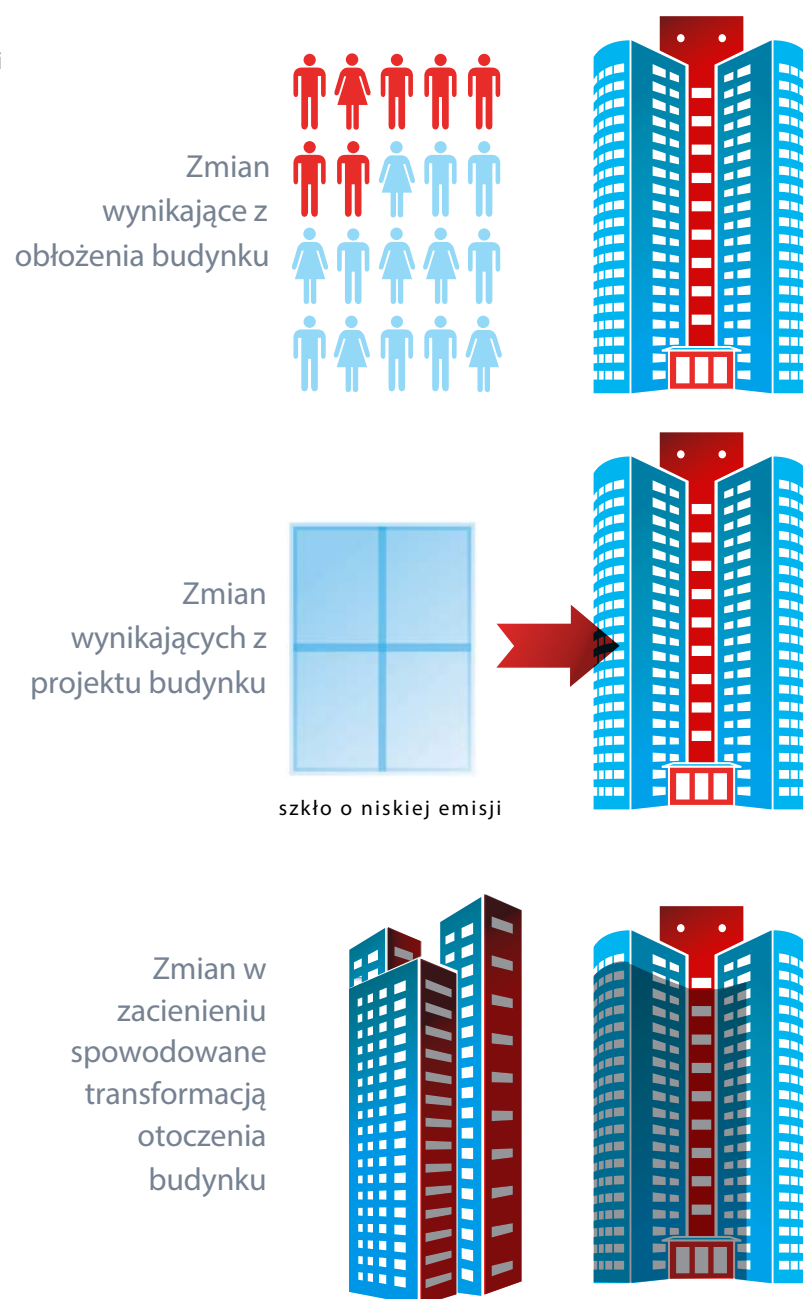 i
Zmian
wynikające z
obłożenia budynku
Zmian
wynikających z
projektu budynku
szkło o niskiej emisji
Zmian w
zacienieniu
spowodowane
transformacją
otoczenia
budynku